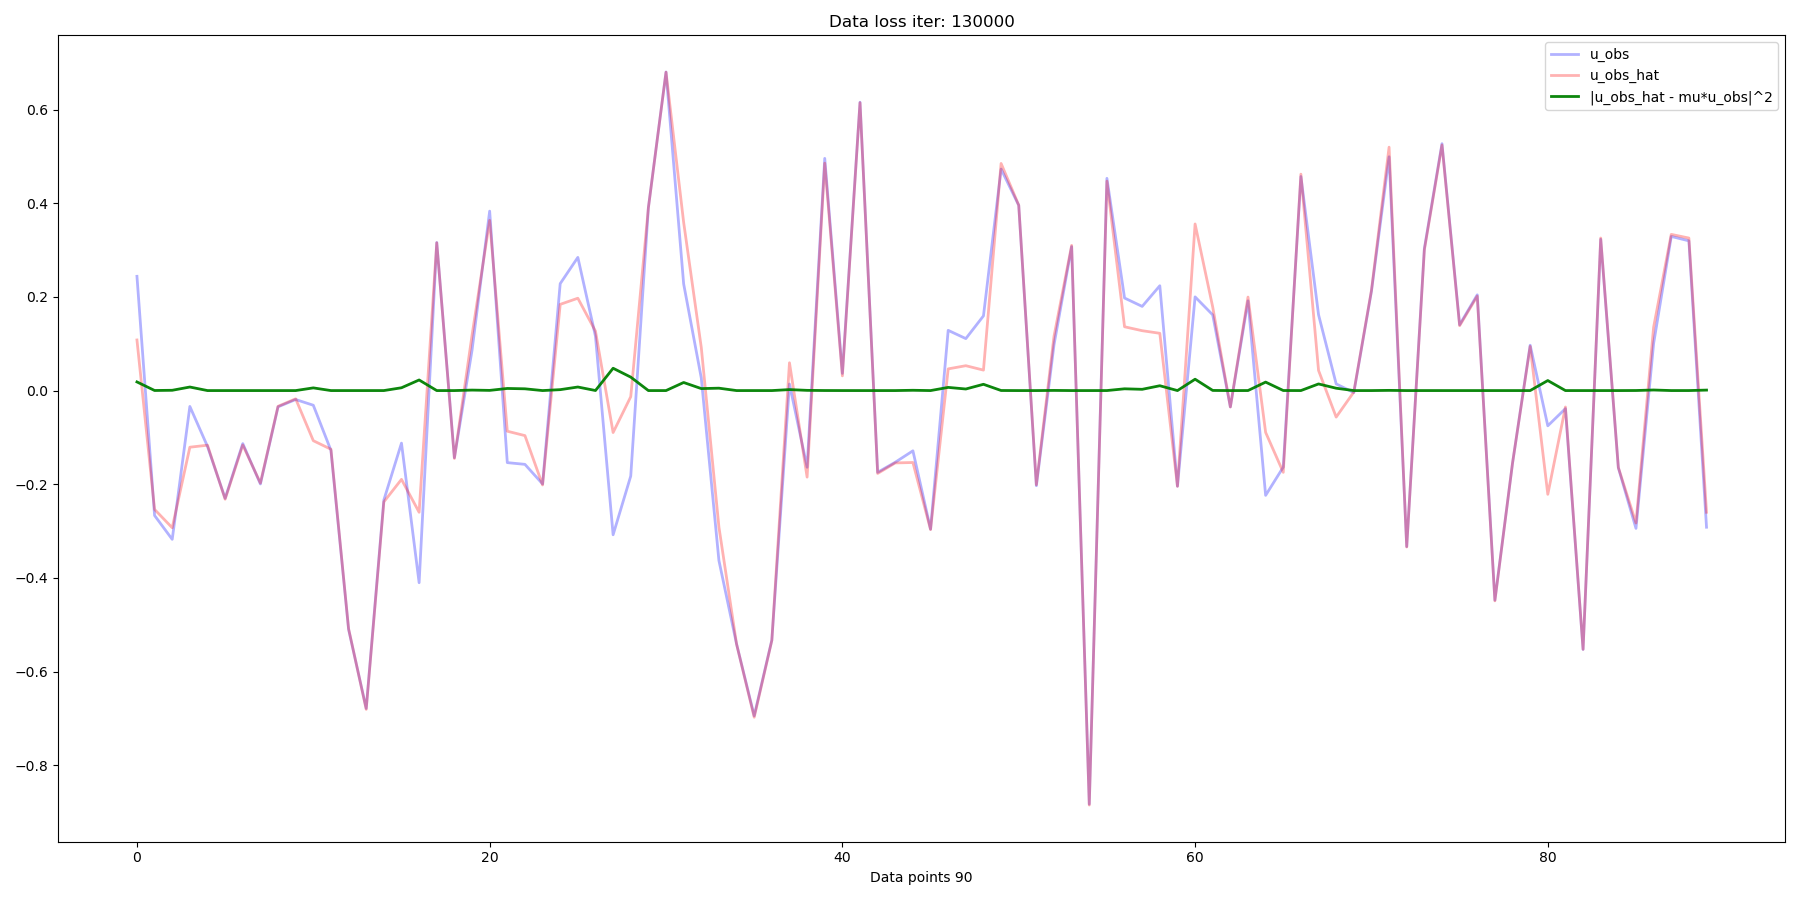 Data loss iter: 130000
u_obs
u_obs_hat
|u_obs_hat - mu*u_obs|^2
0.6
0.4
0.2
0.0
−0.2
−0.4
−0.6
−0.8
0 20 40 60 80
Data points 90